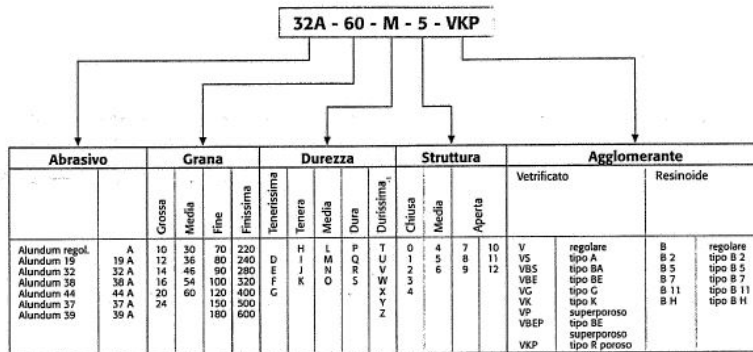 32A - 60 - M - 5 - VKP
Abrasivo Grana Durezza Struttura Agglomerante
Vetrificato Resinoide
Grossa Media Fine Finissima Tenerissima Tenera Media Dura Durissima Chiusa Media Aperta
Alundum regol. A 10 30 70 220 H L P T 0 4 7 10 V regolare B regolare
Alundum 19 19 A 12 36 80 240 D I M Q U 1 5 8 11 VS tipo A B 2 tipo B 2
Alundum 32 32 A 14 46 90 280 E J N R V 2 6 9 12 VBS tipo BA B 5 tipo B 5
Alundum 38 38 A 16 54 100 320 F K O S W 3 VBE tipo BE B 7 tipo B 7
Alundum 44 44 A 20 60 120 400 G X 4 VG tipo G B 11 tipo B 11
Alundum 37 37 A 24 150 500 Y VK tipo K B H tipo B H
Alundum 39 39 A 180 600 Z VP superporoso
VBEP tipo BE
superporoso
VKP tipo R poroso